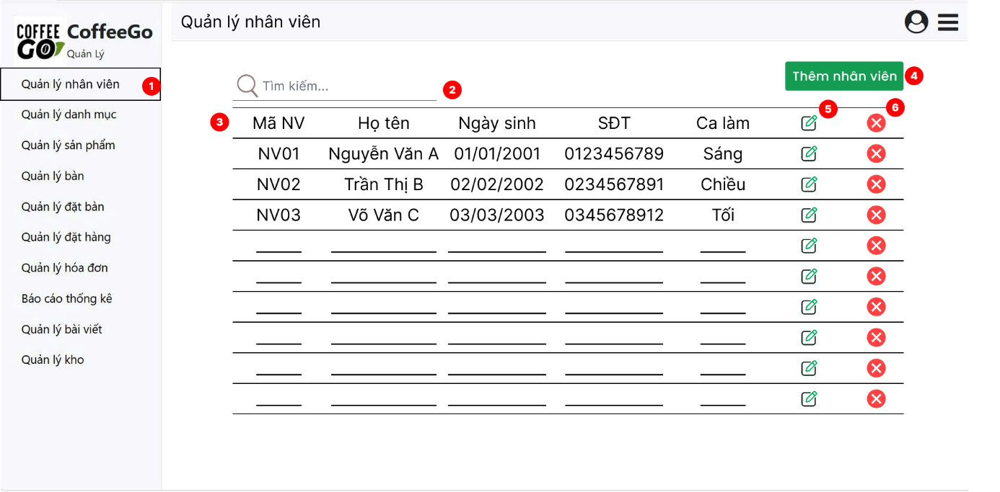 COFFEE
GO
CoffeeGo
Quản Lý
Quản lý nhân viên
1
Quản lý danh mục
Quản lý sản phẩm
Quản lý bàn
Quản lý đặt bàn
Quản lý đặt hàng
Quản lý hóa đơn
Báo cáo thống kê
Quản lý bài viết
Quản lý kho
Quản lý nhân viên
Tìm kiếm...
2
Thêm nhân viên 4
5 6
3 Mã NV Họ tên Ngày sinh SĐT Ca làm
NV01 Nguyễn Văn A 01/01/2001 0123456789 Sáng
NV02 Trần Thị B 02/02/2002 0234567891 Chiều
NV03 Võ Văn C 03/03/2003 0345678912 Tối